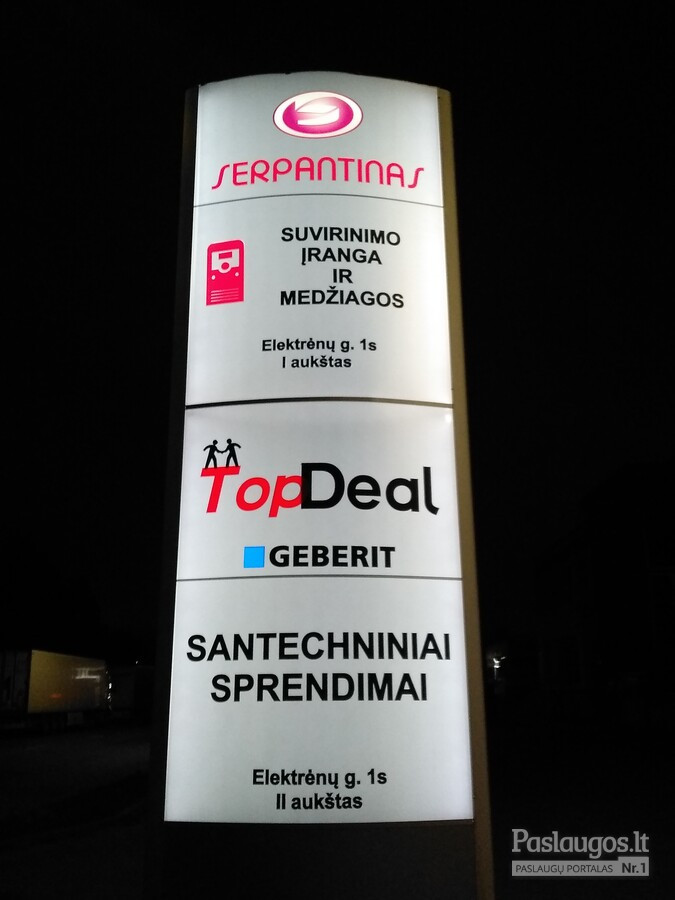 SERPANTINAS
SUVIRINIMO
ĮRANGA
IR
MEDŽIAGOS
Elektrėnų g. 1s
I aukštas
TopDeal
GEBERIT
SANTECHNINIAI
SPRENDIMAI
Elektrėnų g. 1s
II aukštas
Paslaugos.lt
PASLAUGŲ PORTALAS Nr.1